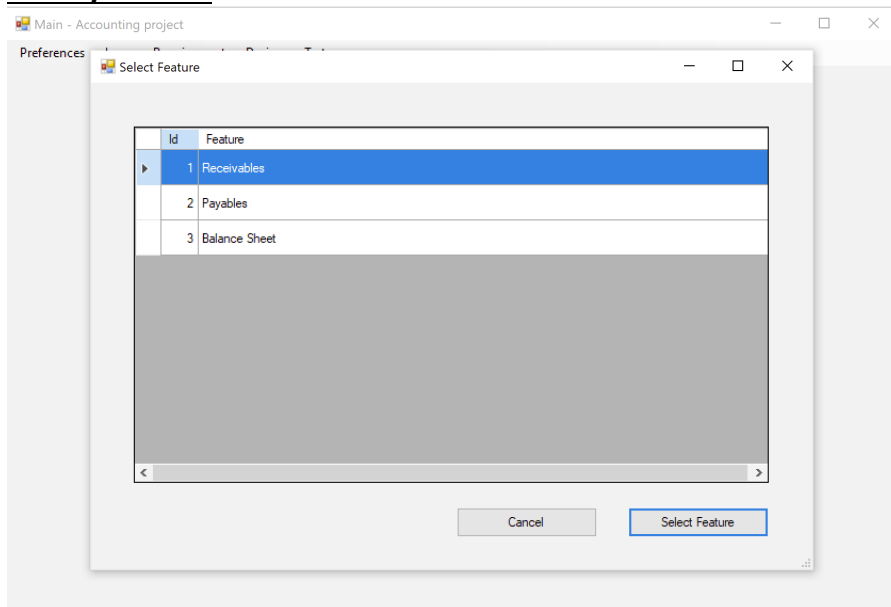 Main - Accounting project
Preferences
Select Feature
Id Feature
1 Receivables
2 Payables
3 Balance Sheet
Cancel Select Feature